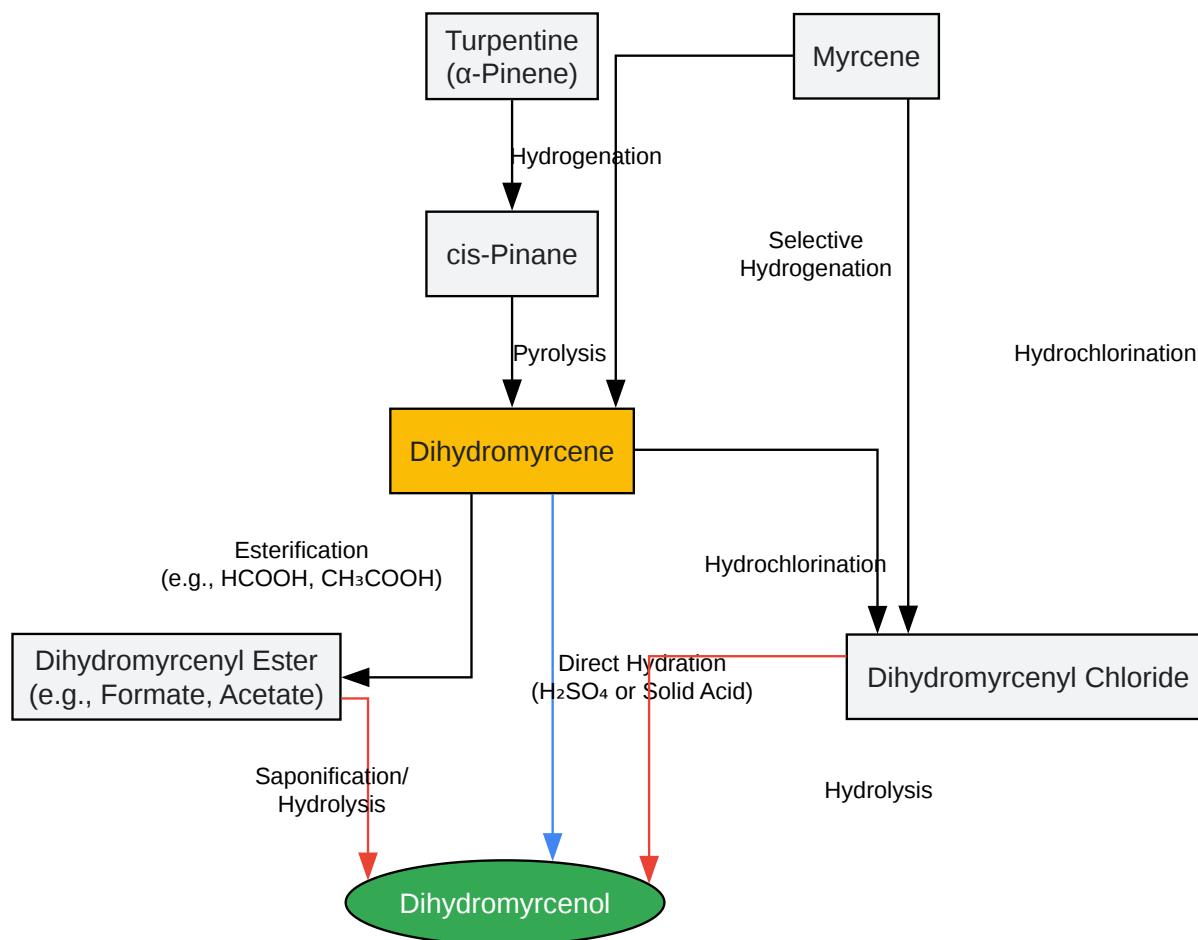 Turpentine
(α-Pinene)
Myrcene
Hydrogenation
Selective
Hydrogenation
cis-Pinane
Pyrolysis
Hydrochlorination
Dihydromyrcene
Esterification
(e.g., HCOOH, CH₃COOH)
Hydrochlorination
Dihydromyrcenyl Ester
(e.g., Formate, Acetate)
Direct Hydration
(H₂SO₄ or Solid Acid)
Dihydromyrcenyl Chloride
Saponification/
Hydrolysis
Hydrolysis
Dihydromyrcenol